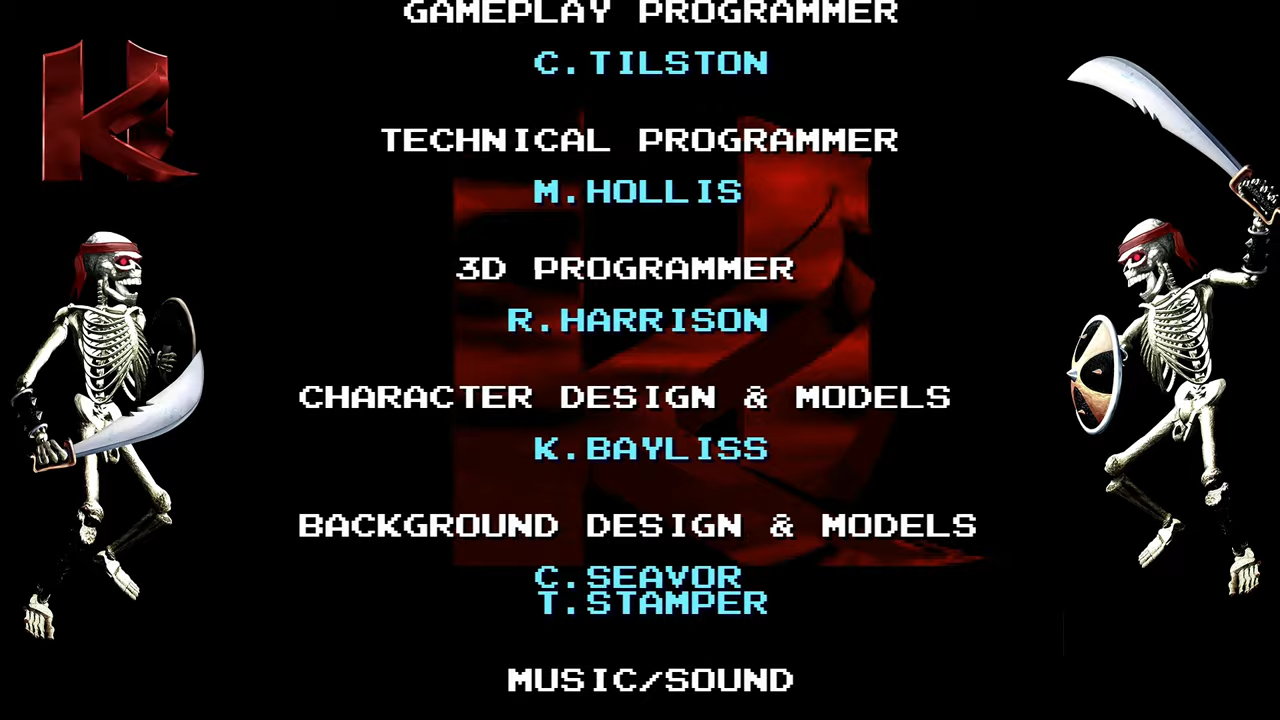 GAMEPLAY PROGRAMMER
C.TILSTON
TECHNICAL PROGRAMMER
M.HOLLIS
3D PROGRAMMER
R.HARRISON
CHARACTER DESIGN & MODELS
K.BAYLISS
BACKGROUND DESIGN & MODELS
C.SEAVOR
T.STAMPER
MUSIC/SOUND